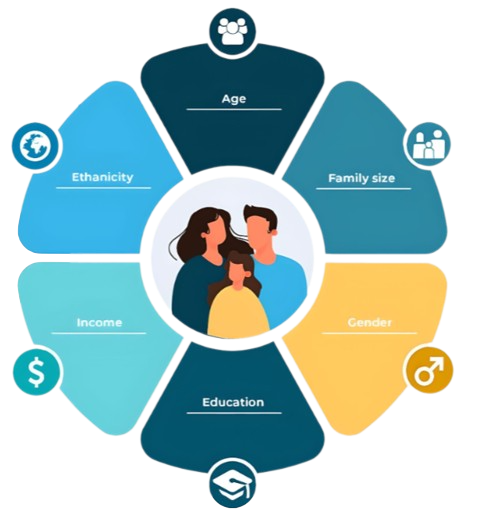 Age
Ethanicity
Family size
Income
Gender
Education
$